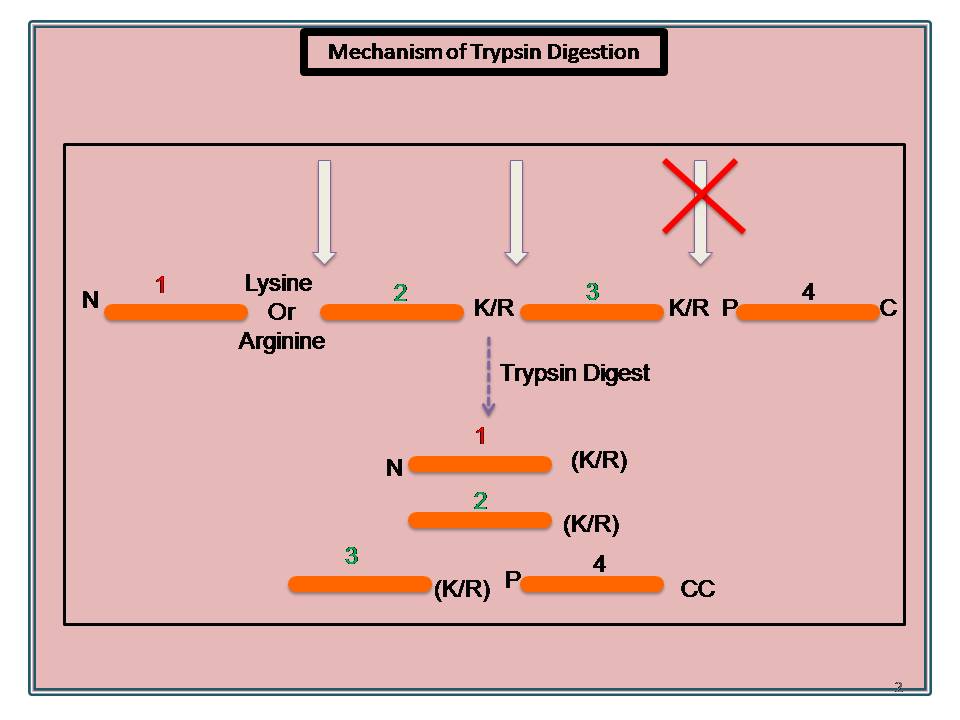 Mechanism of Trypsin Digestion
N
1
Lysine
Or
Arginine
2
K/R
3
K/R P
4
C
Trypsin Digest
1
N
(K/R)
2
(K/R)
3
(K/R)
P
4
CC
2